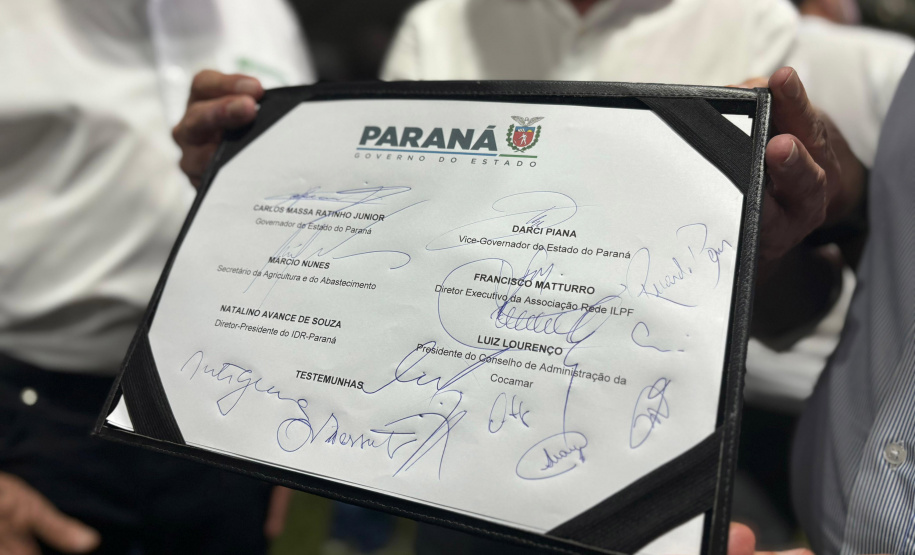 PARANÁ
GOVERNO DO ESTADO
CARLOS MASSA RATINHO JUNIOR
Governador do Estado do Paraná
DARCI PIANA
Vice-Governador do Estado do Paraná
MARCIO NUNES
Secretário da Agricultura e do Abastecimento
FRANCISCO MATTURRO
Diretor Executivo da Associação Rede ILPF
NATALINO AVANCE DE SOUZA
Diretor-Presidente do IDR-Paraná
LUIZ LOURENÇO
Presidente do Conselho de Administração da
Cocamar
TESTEMUNHAS